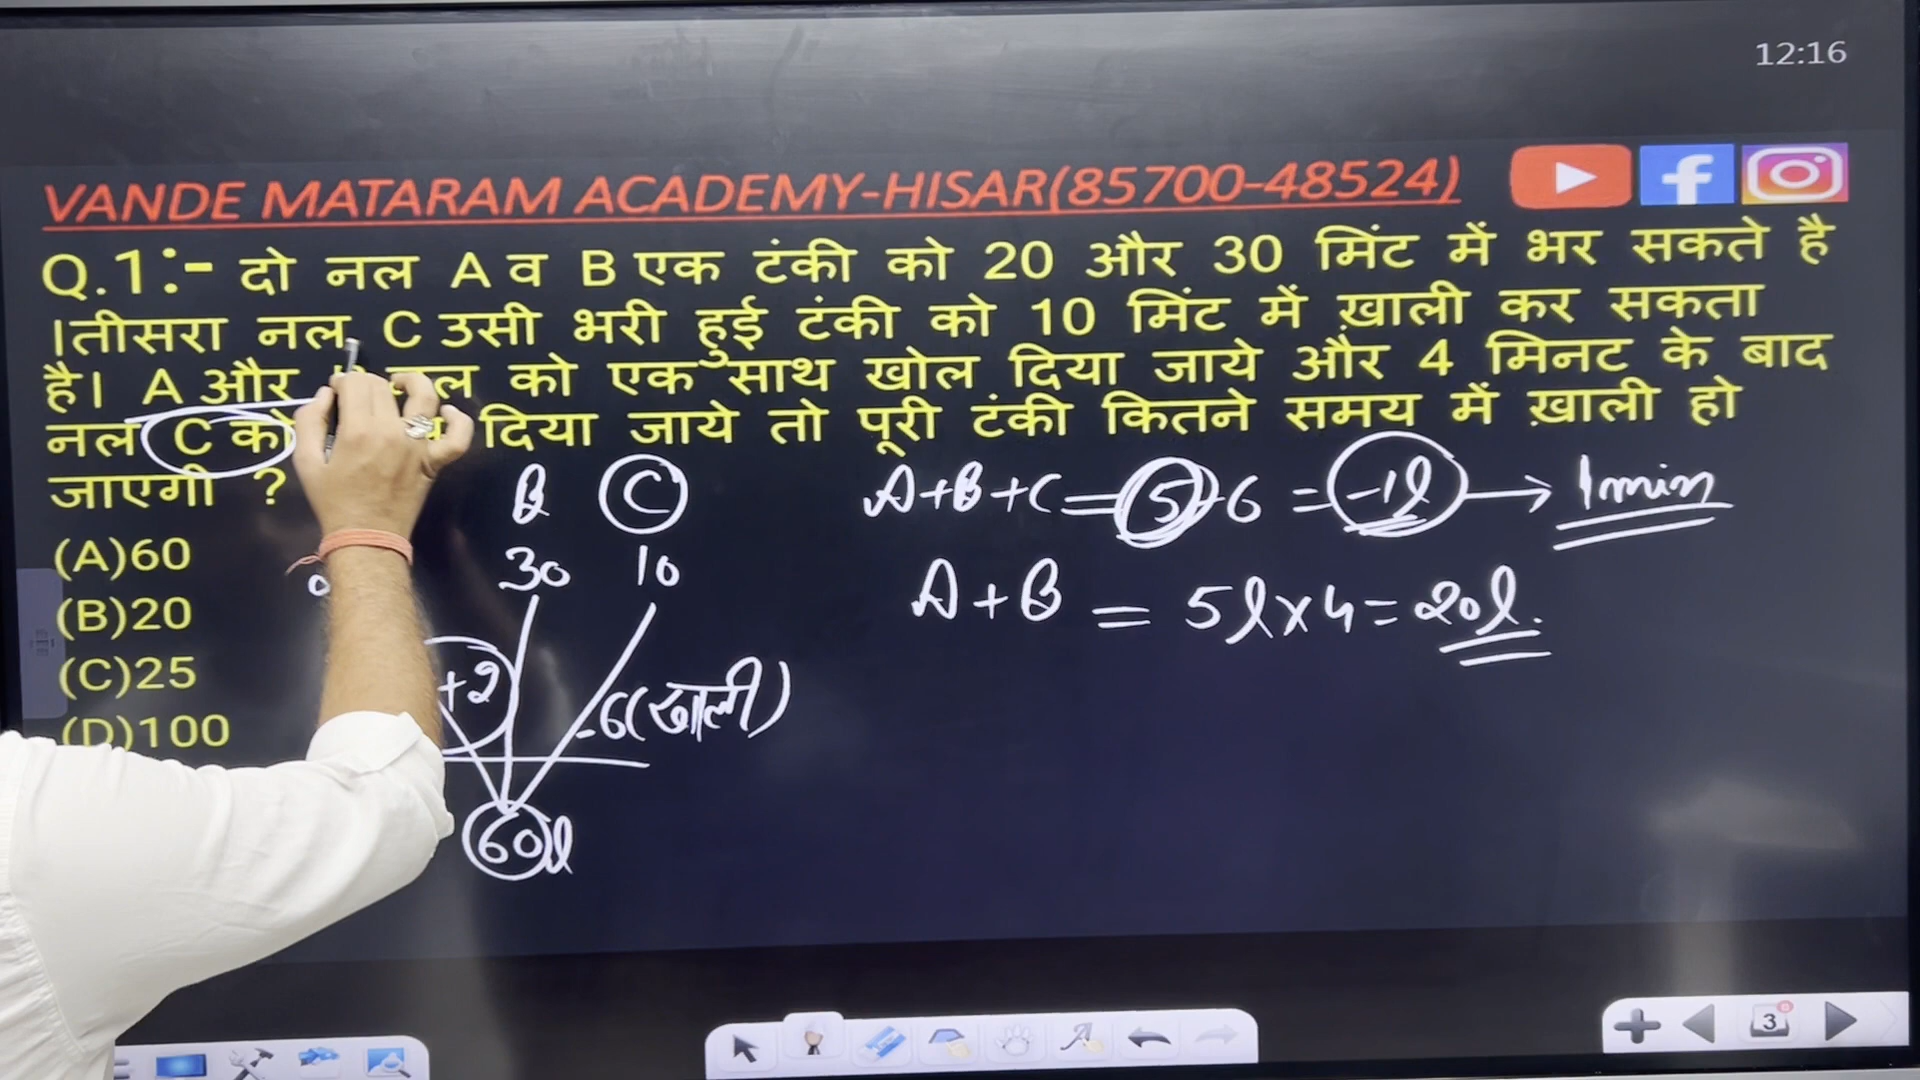 12:16
VANDE MATARAM ACADEMY-HISAR(85700-48524)
Q.1:- दो नल A व B एक टंकी को 20 और 30 मिंट में भर सकते है
।तीसरा नल C उसी भरी हुई टंकी को 10 मिंट में ख़ाली कर सकता
है। A और नल को एक साथ खोल दिया जाये और 4 मिनट के बाद
नल C को दिया जाये तो पूरी टंकी कितने समय में ख़ाली हो
जाएगी ?
(A)60
(B)20
(C)25
(D)100
B C
30 10
+2 -6(खाली)
60l
A+B+C=5-6 = -1l → 1min
A+B = 5l×4=20l.
3